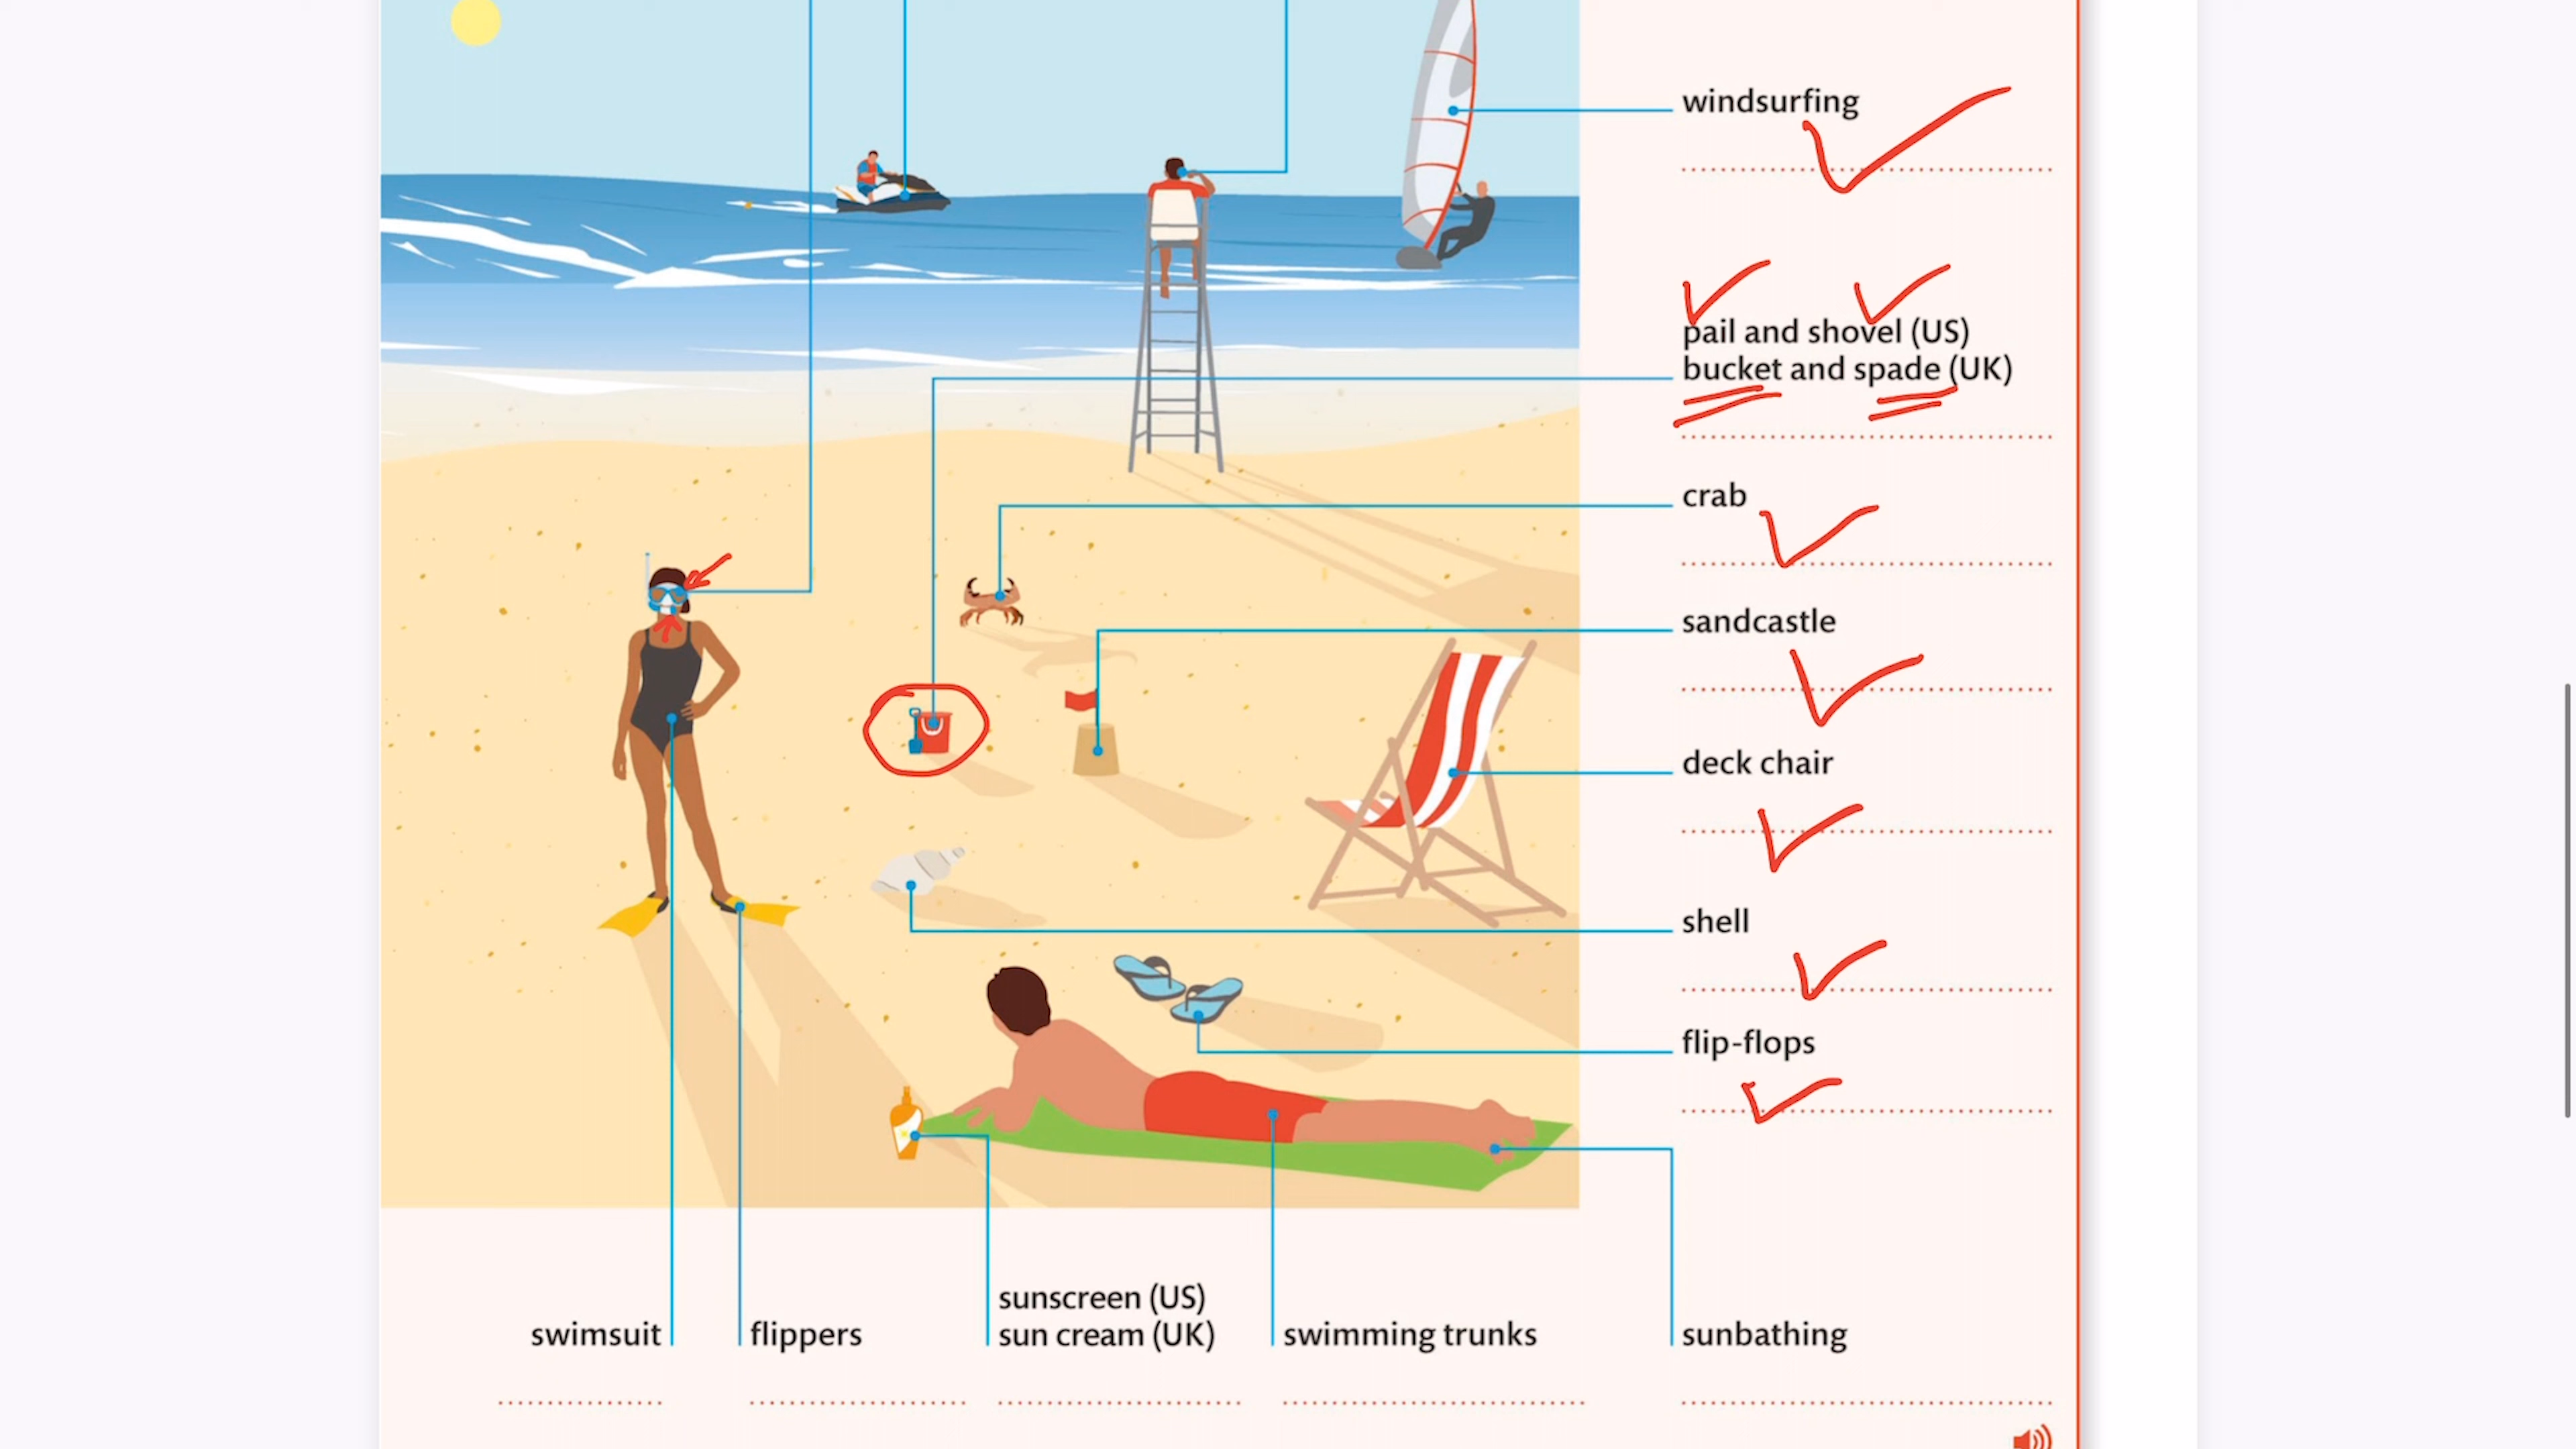 windsurfing
pail and shovel (US)
bucket and spade (UK)
crab
sandcastle
deck chair
shell
flip-flops
swimsuit
flippers
sunscreen (US)
sun cream (UK)
swimming trunks
sunbathing